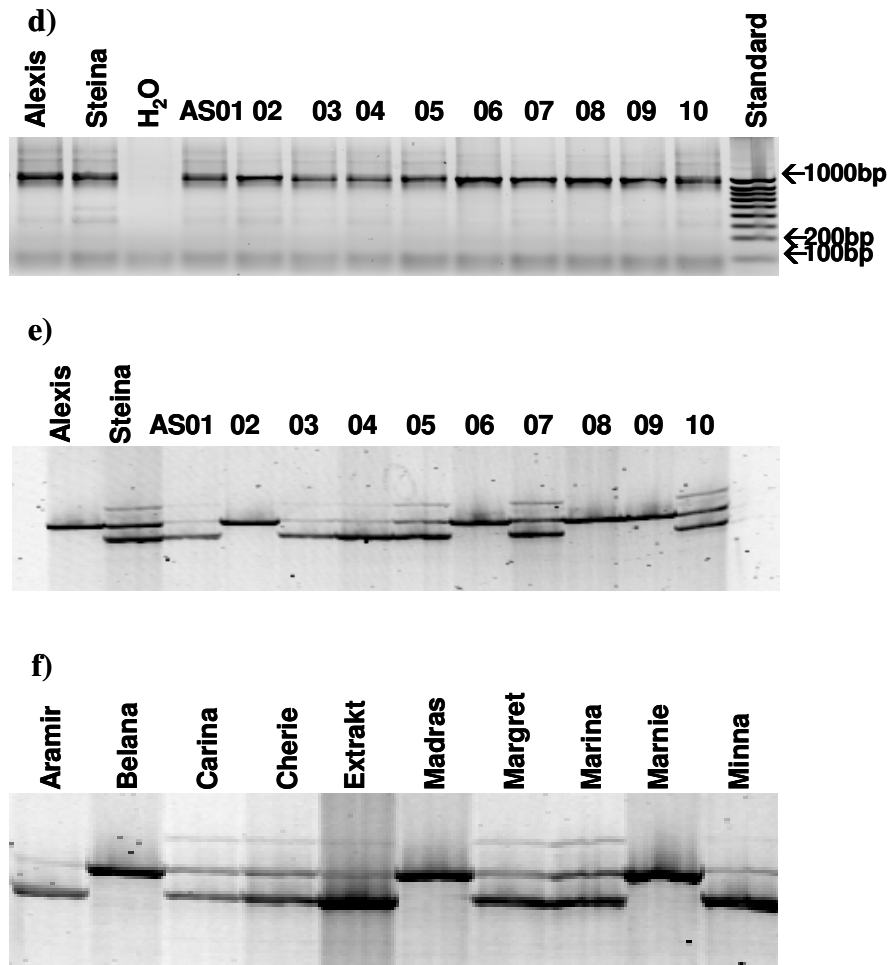 d)
Alexis Steina H₂O AS01 02 03 04 05 06 07 08 09 10 Standard
←1000bp
←200bp
←100bp
e)
Alexis Steina AS01 02 03 04 05 06 07 08 09 10
f)
Aramir Belana Carina Cherie Extrakt Madras Margret Marina Marnie Minna